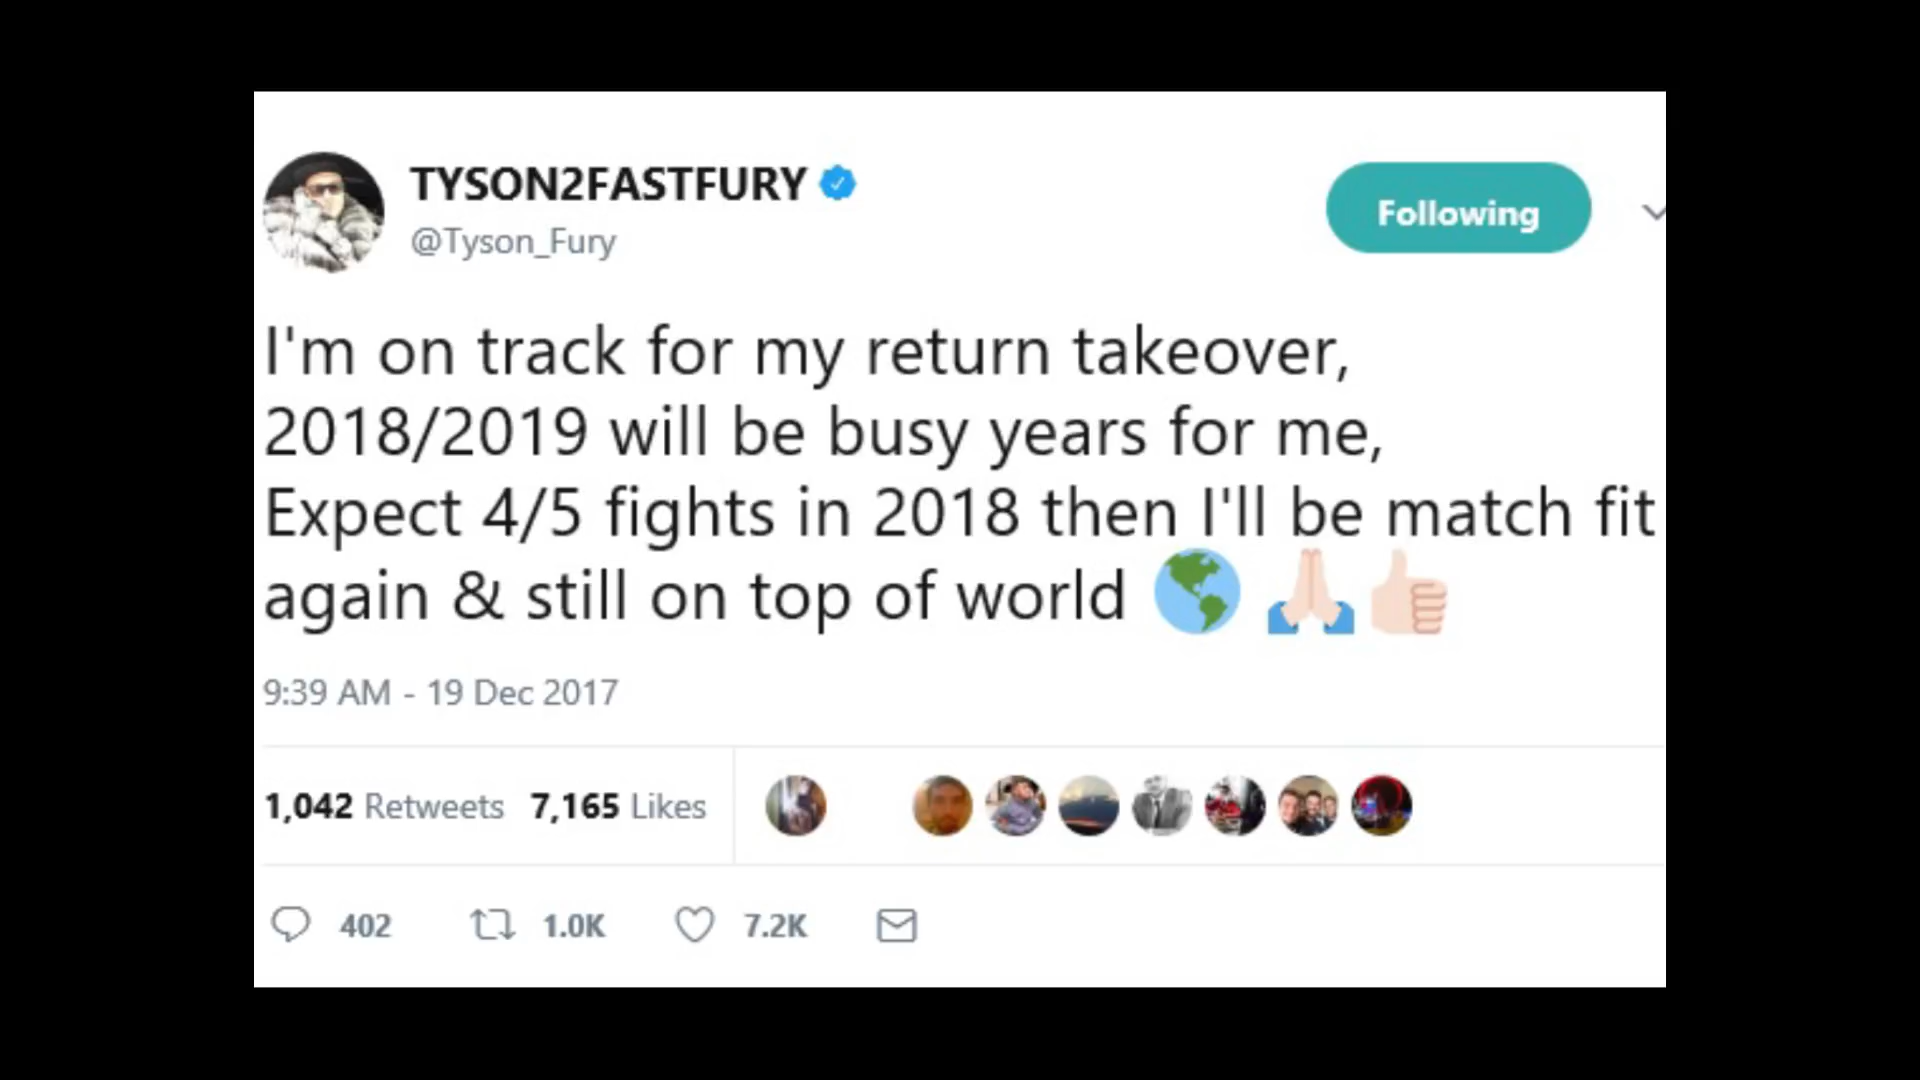 TYSON2FASTFURY
@Tyson_Fury
Following
I'm on track for my return takeover,
2018/2019 will be busy years for me,
Expect 4/5 fights in 2018 then I'll be match fit
again & still on top of world 🌎 🙏🏻👍🏻
9:39 AM - 19 Dec 2017
1,042 Retweets 7,165 Likes
402 1.0K 7.2K